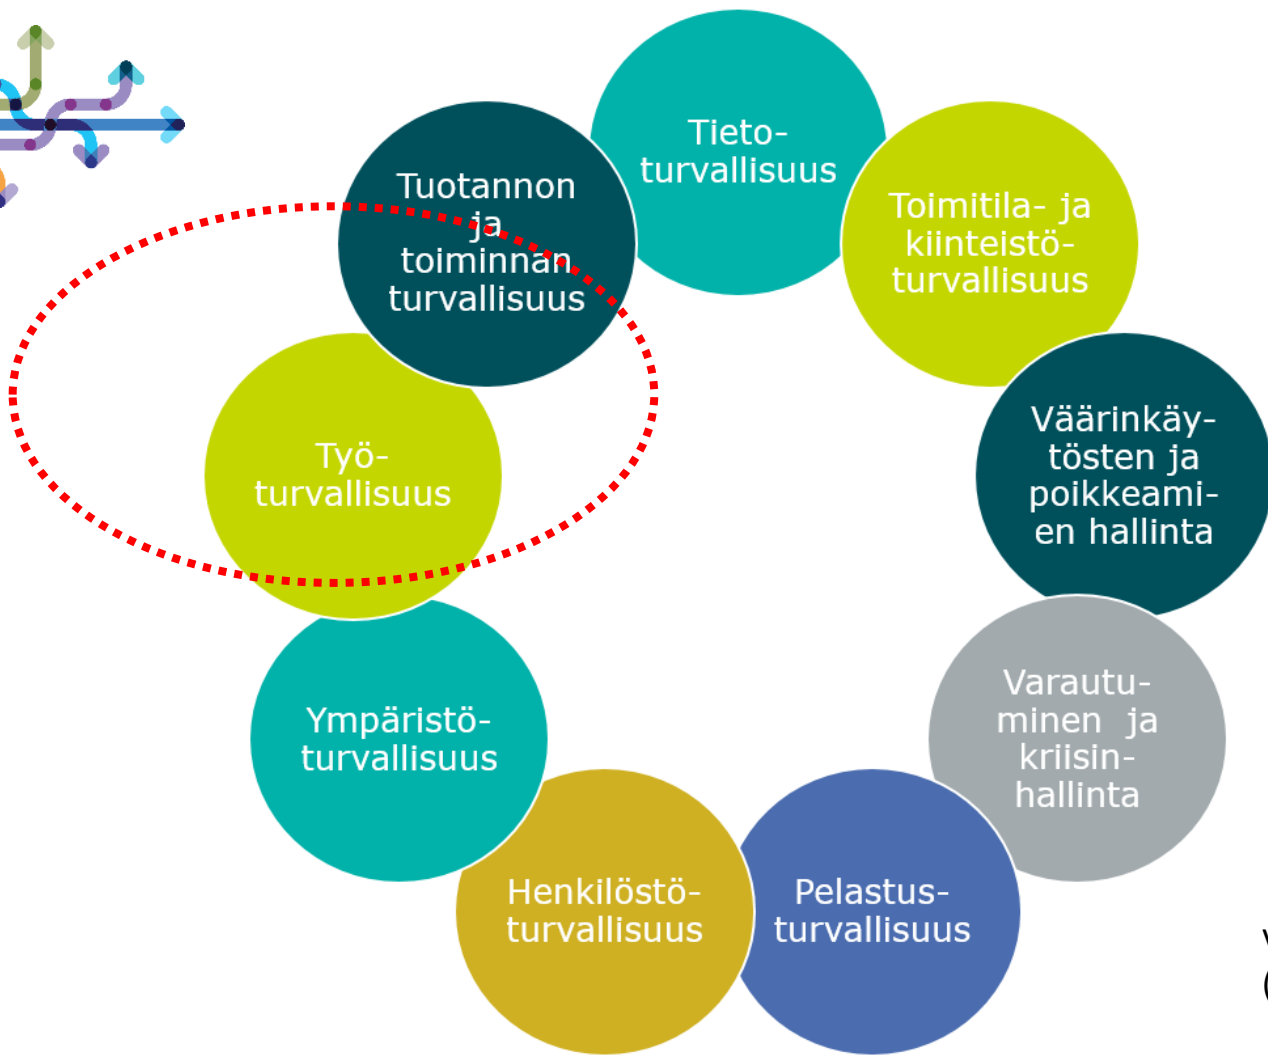 Tieto-
turvallisuus
Toimitila- ja
kiinteistö-
turvallisuus
Väärinkäy-
tösten ja
poikkeami-
en hallinta
Varautu-
minen ja
kriisin-
hallinta
Pelastus-
turvallisuus
Henkilöstö-
turvallisuus
Ympäristö-
turvallisuus
Työ-
turvallisuus
Tuotannon
ja
toiminnan
turvallisuus